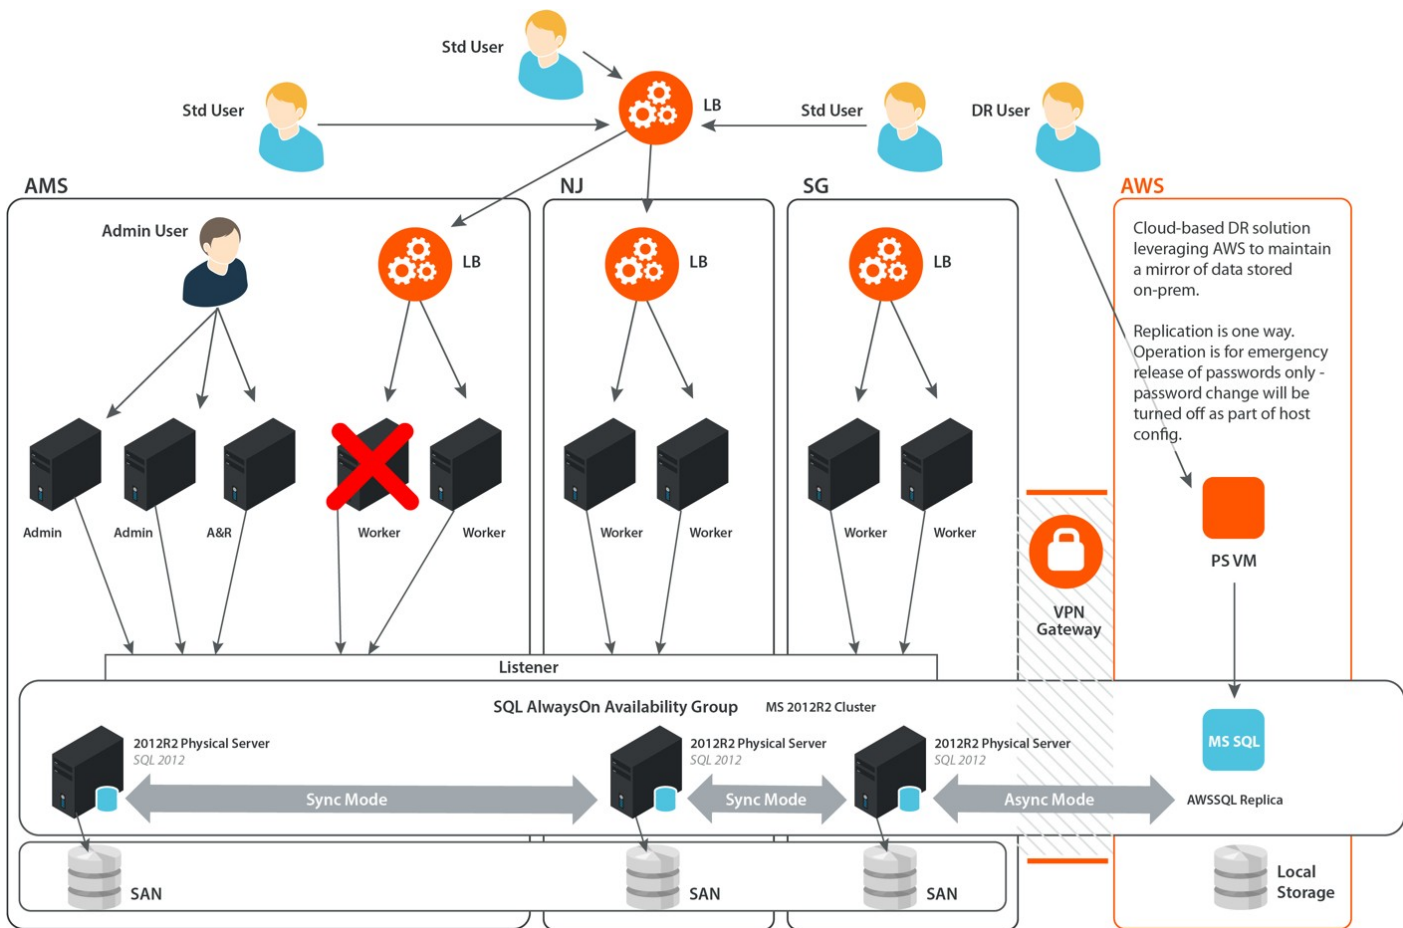 Std User
LB
Std User
Std User
DR User
AMS
NJ
SG
AWS
Admin User
LB
LB
LB
Cloud-based DR solution
leveraging AWS to maintain
a mirror of data stored
on-prem.
Replication is one way.
Operation is for emergency
release of passwords only -
password change will be
turned off as part of host
config.
Admin
Admin
A&R
Worker
Worker
Worker
Worker
Worker
Worker
PS VM
VPN
Gateway
Listener
SQL AlwaysOn Availability Group
MS 2012R2 Cluster
2012R2 Physical Server
SQL 2012
2012R2 Physical Server
SQL 2012
2012R2 Physical Server
SQL 2012
MS SQL
Sync Mode
Sync Mode
Async Mode
AWSSQL Replica
SAN
SAN
SAN
Local
Storage